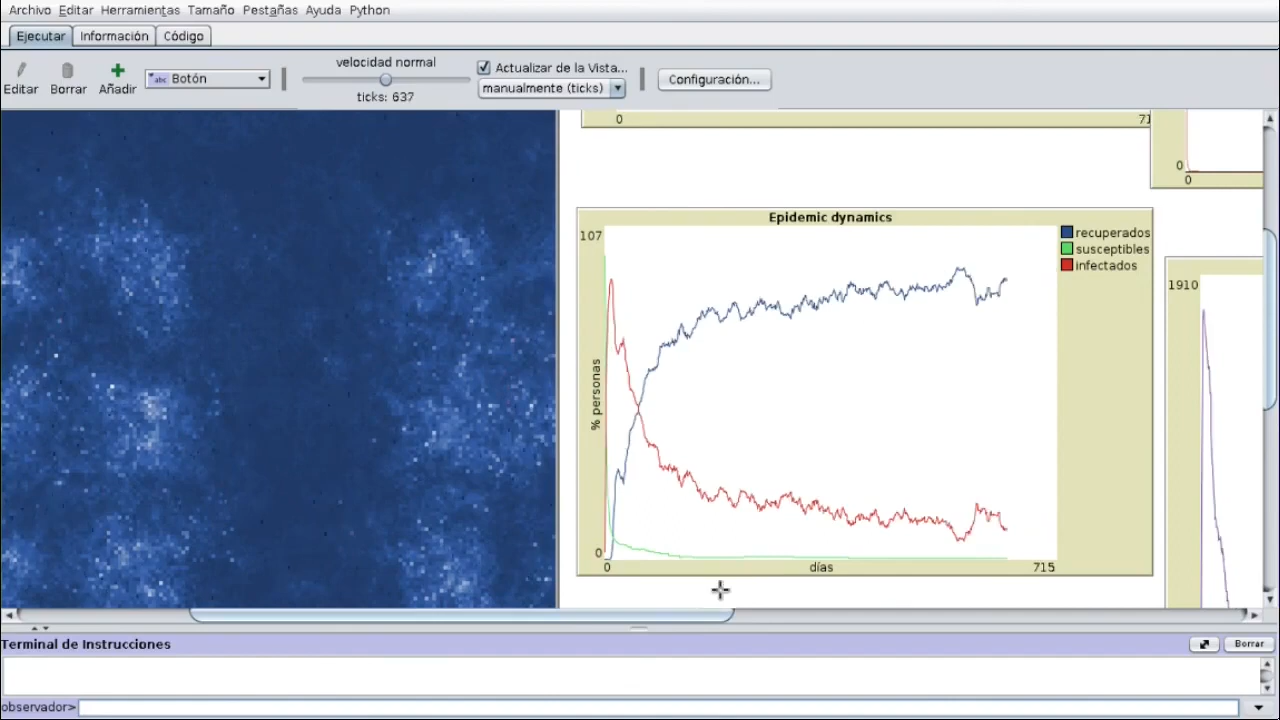 Archivo Editar Herramientas Tamaño Pestañas Ayuda Python
Ejecutar Información Código
Editar Borrar Añadir
abc Botón
velocidad normal
ticks: 637
Actualizar de la Vista...
manualmente (ticks)
Configuración...
0 71
0
0
Epidemic dynamics
107
recuperados
susceptibles
infectados
% personas
0
0 días 715
1910
Terminal de Instrucciones
Borrar
observador>